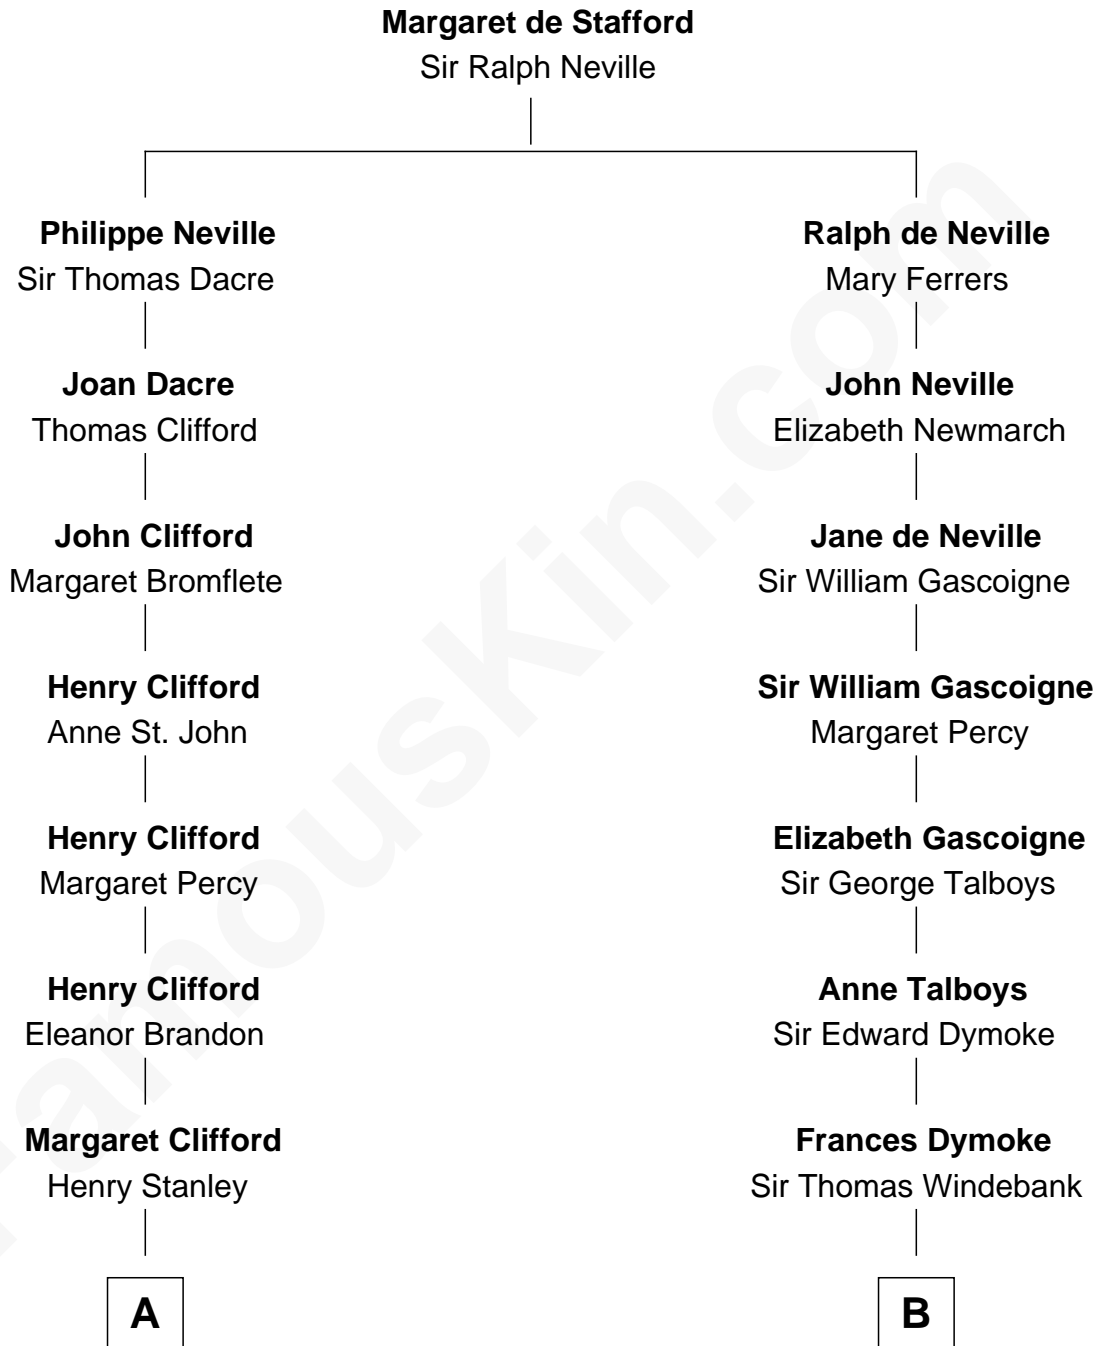 Margaret de Stafford
Sir Ralph Neville
Philippe Neville
Sir Thomas Dacre
Joan Dacre
Thomas Clifford
John Clifford
Margaret Bromflete
Henry Clifford
Anne St. John
Henry Clifford
Margaret Percy
Henry Clifford
Eleanor Brandon
Margaret Clifford
Henry Stanley
A
Ralph de Neville
Mary Ferrers
John Neville
Elizabeth Newmarch
Jane de Neville
Sir William Gascoigne
Sir William Gascoigne
Margaret Percy
Elizabeth Gascoigne
Sir George Talboys
Anne Talboys
Sir Edward Dymoke
Frances Dymoke
Sir Thomas Windebank
B
FamousKin.com